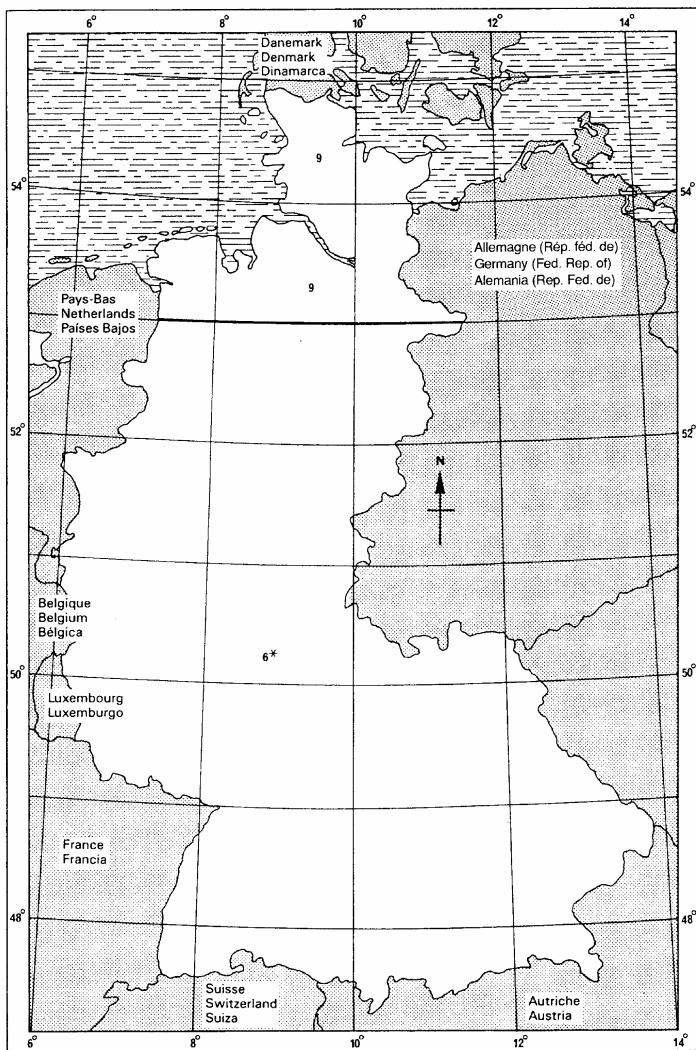 6° 8° 10° 12° 14°
Danemark
Denmark
Dinamarca
9
54° 54°
Allemagne (Rép. féd. de)
Germany (Fed. Rep. of)
Alemania (Rep. Fed. de)
9
Pays-Bas
Netherlands
Países Bajos
52° 52°
N
Belgique
Belgium
Bélgica
6*
50° 50°
Luxembourg
Luxemburgo
France
Francia
48° 48°
Suisse
Switzerland
Suiza
Autriche
Austria
6° 8° 10° 12° 14°